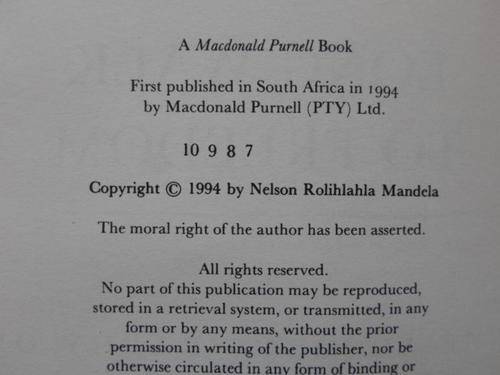 A Macdonald Purnell Book
First published in South Africa in 1994
by Macdonald Purnell (PTY) Ltd.
10 9 8 7
Copyright © 1994 by Nelson Rolihlahla Mandela
The moral right of the author has been asserted.
All rights reserved.
No part of this publication may be reproduced,
stored in a retrieval system, or transmitted, in any
form or by any means, without the prior
permission in writing of the publisher, nor be
otherwise circulated in any form of binding or